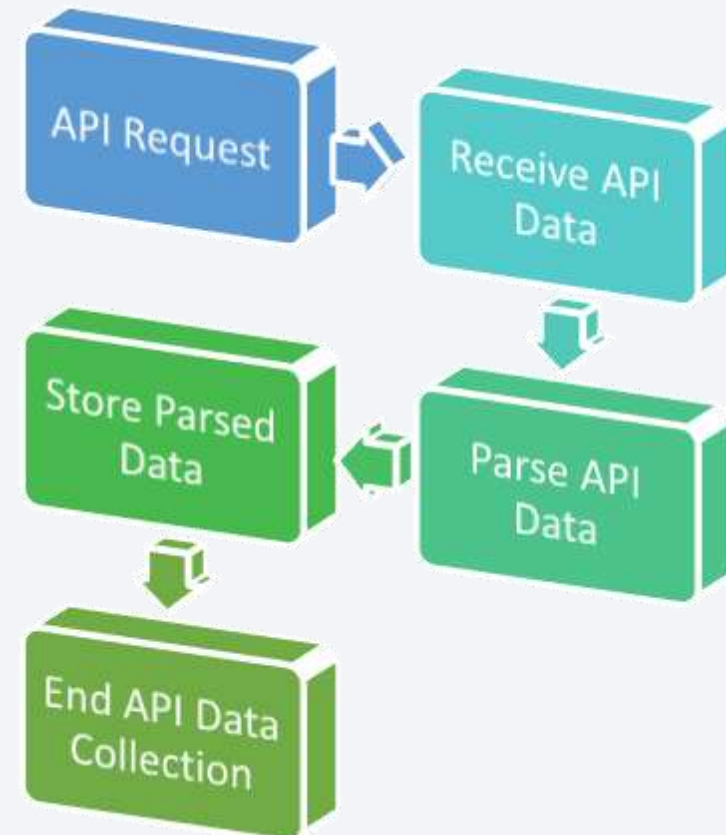 API Request
Receive API
Data
Parse API
Data
Store Parsed
Data
End API Data
Collection